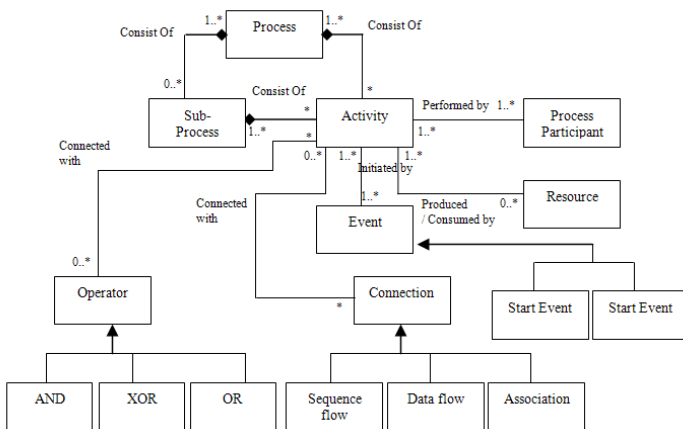 1..*
Process
1..*
Consist Of
Consist Of
0..*
Consist Of
*
Sub-
Process
1..*
*
Activity
Performed by 1..*
1..*
Process
Participant
Connected
with
*
0..*
1..*
Initiated by
1..*
Connected
with
1..*
Event
Produced
/ Consumed by
0..*
Resource
0..*
Operator
*
Connection
Start Event
Start Event
AND
XOR
OR
Sequence
flow
Data flow
Association